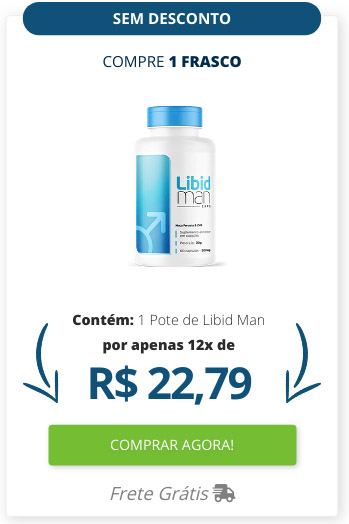 SEM DESCONTO
COMPRE 1 FRASCO
Libid
man
Contém: 1 Pote de Libid Man
por apenas 12x de
R$ 22,79
COMPRAR AGORA!
Frete Grátis